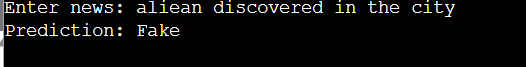 Enter news: aliean discovered in the city
Prediction: Fake